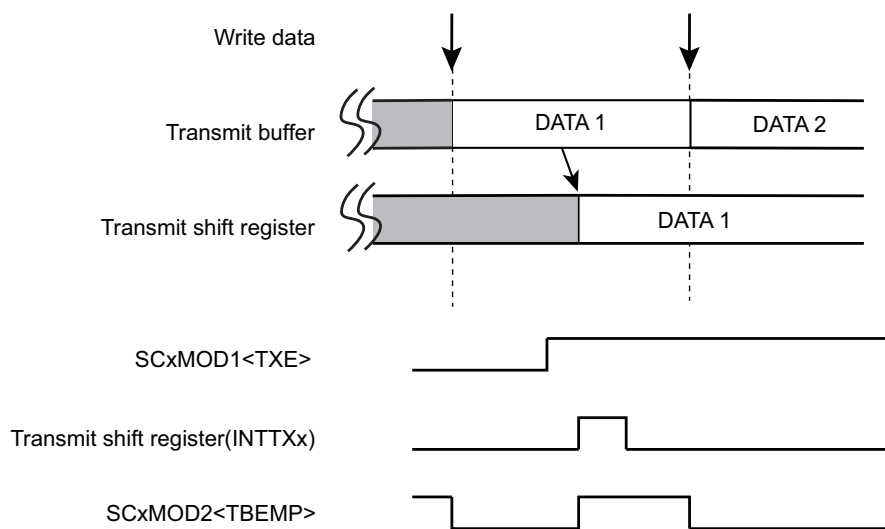 Write data
Transmit buffer
DATA 1
DATA 2
Transmit shift register
DATA 1
SCxMOD1<TXE>
Transmit shift register(INTTXx)
SCxMOD2<TBEMP>